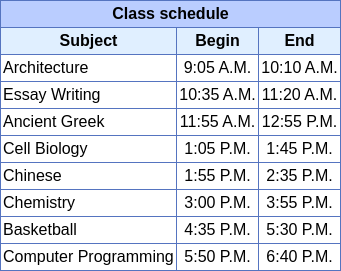 Class schedule
Subject Begin End
Architecture 9:05 A.M. 10:10 A.M.
Essay Writing 10:35 A.M. 11:20 A.M.
Ancient Greek 11:55 A.M. 12:55 P.M.
Cell Biology 1:05 P.M. 1:45 P.M.
Chinese 1:55 P.M. 2:35 P.M.
Chemistry 3:00 P.M. 3:55 P.M.
Basketball 4:35 P.M. 5:30 P.M.
Computer Programming 5:50 P.M. 6:40 P.M.